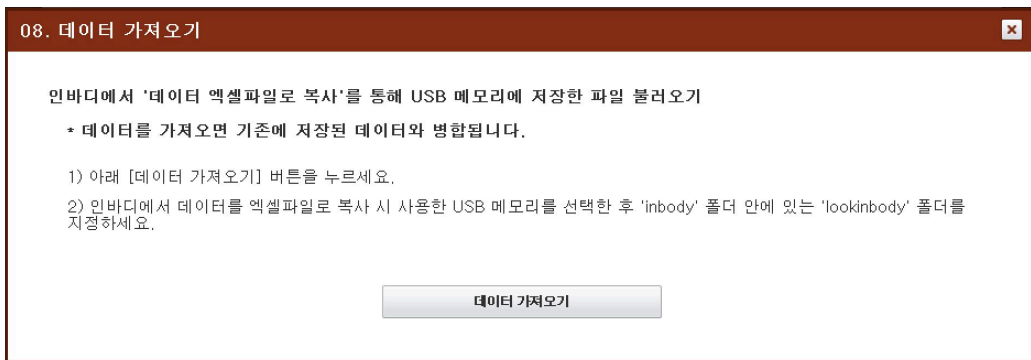 08. 데이터 가져오기
인바디에서 '데이터 엑셀파일로 복사'를 통해 USB 메모리에 저장한 파일 불러오기
* 데이터를 가져오면 기존에 저장된 데이터와 병합됩니다.
1) 아래 [데이터 가져오기] 버튼을 누르세요.
2) 인바디에서 데이터를 엑셀파일로 복사 시 사용한 USB 메모리를 선택한 후 'inbody' 폴더 안에 있는 'lookinbody' 폴더를
지정하세요.
데이터 가져오기